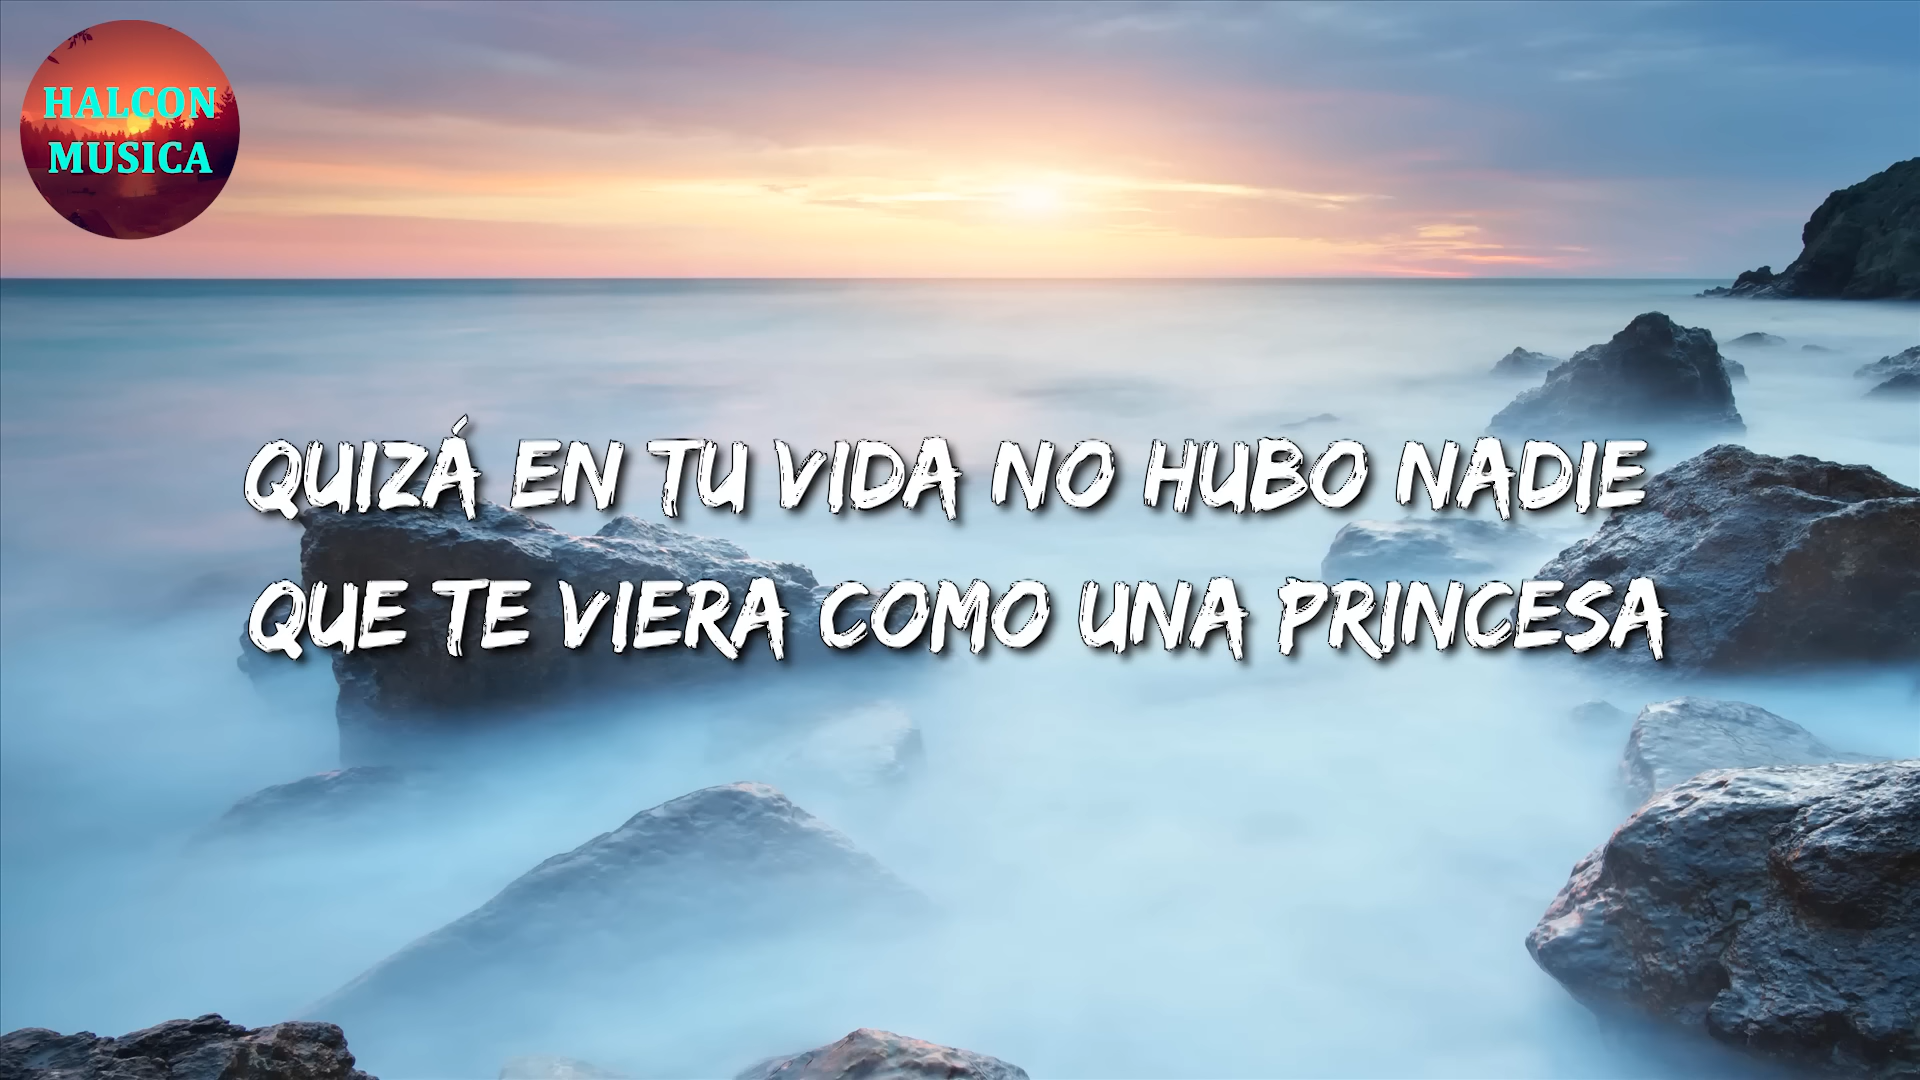 HALCON
MUSICA
QUIZÁ EN TU VIDA NO HUBO NADIE
QUE TE VIERA COMO UNA PRINCESA